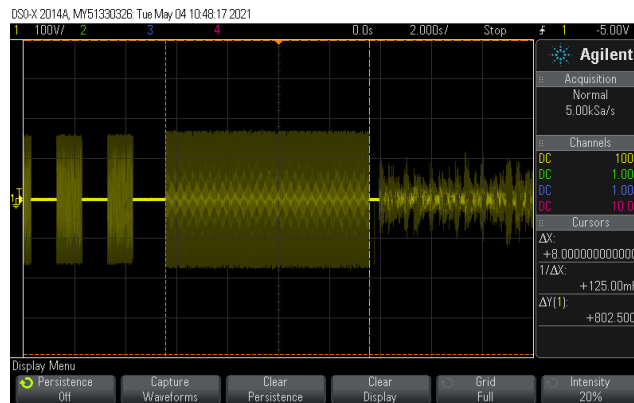 DSO-X 2014A, MY51330326: Tue May 04 10:48:17 2021
1 100V/ 2 3 4 0.0s 2.000s/ Stop 1 -5.00V
Agilent
Acquisition
Normal
5.00kSa/s
Channels
DC 100
DC 1.00
DC 1.00
DC 10.0
Cursors
ΔX:
+8.00000000000
1/ΔX:
+125.00m
ΔY(1):
+802.500
1
T
Display Menu
Persistence Capture Clear Clear Grid Intensity
Off Waveforms Persistence Display Full 20%